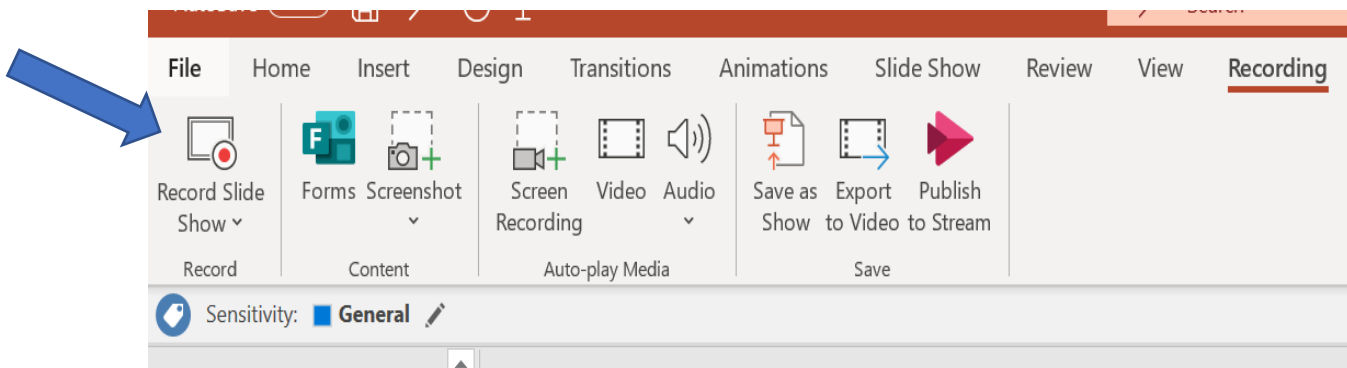 File Home Insert Design Transitions Animations Slide Show Review View Recording
Record Slide Forms Screenshot Screen Video Audio Save as Export Publish
Show Recording Show to Video to Stream
Record Content Auto-play Media Save
Sensitivity: General